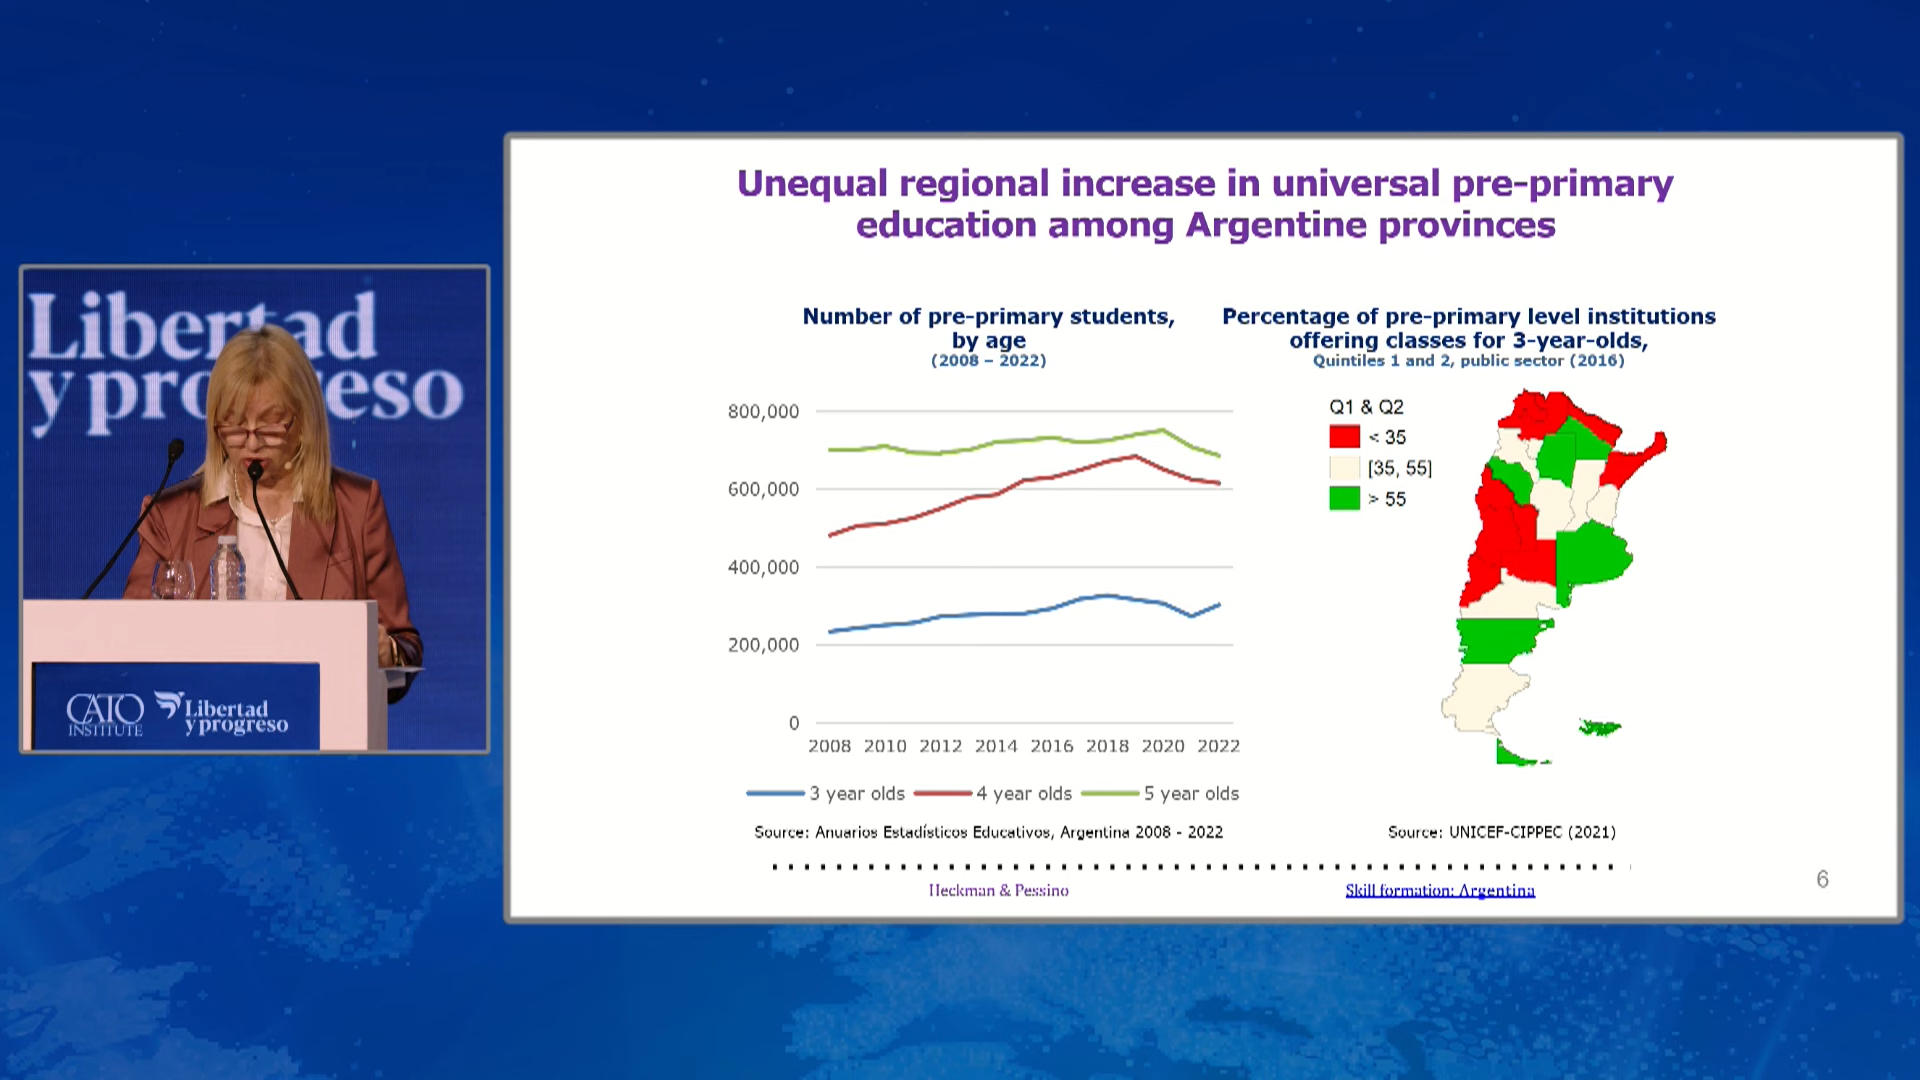 Libertad
y progreso
CATO
INSTITUTE
Libertad
y progreso
Unequal regional increase in universal pre-primary
education among Argentine provinces
Number of pre-primary students,
by age
(2008 – 2022)
800,000
600,000
400,000
200,000
0
2008 2010 2012 2014 2016 2018 2020 2022
3 year olds 4 year olds 5 year olds
Source: Anuarios Estadísticos Educativos, Argentina 2008 - 2022
Percentage of pre-primary level institutions
offering classes for 3-year-olds,
Quintiles 1 and 2, public sector (2016)
Q1 & Q2
< 35
[35, 55]
> 55
Source: UNICEF-CIPPEC (2021)
Heckman & Pessino
Skill formation: Argentina
6